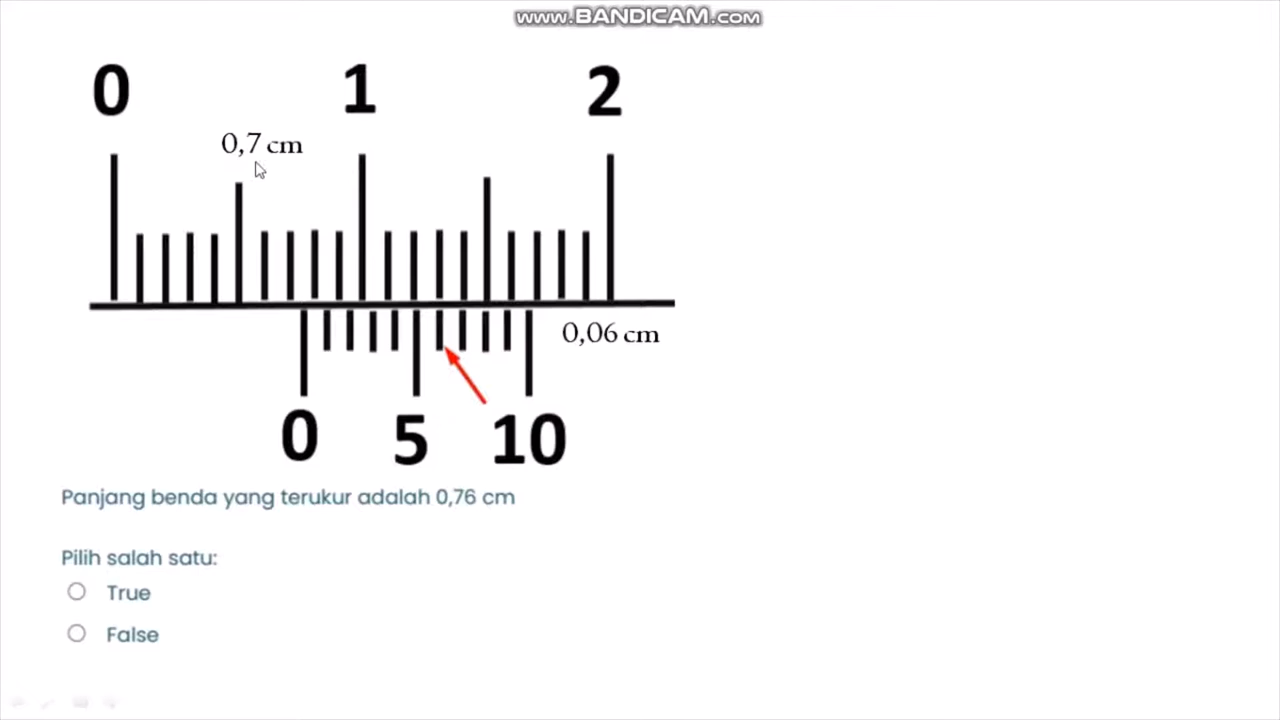 www.BANDICAM.com
0 1 2
0,7 cm
0,06 cm
0 5 10
Panjang benda yang terukur adalah 0,76 cm
Pilih salah satu:
True
False